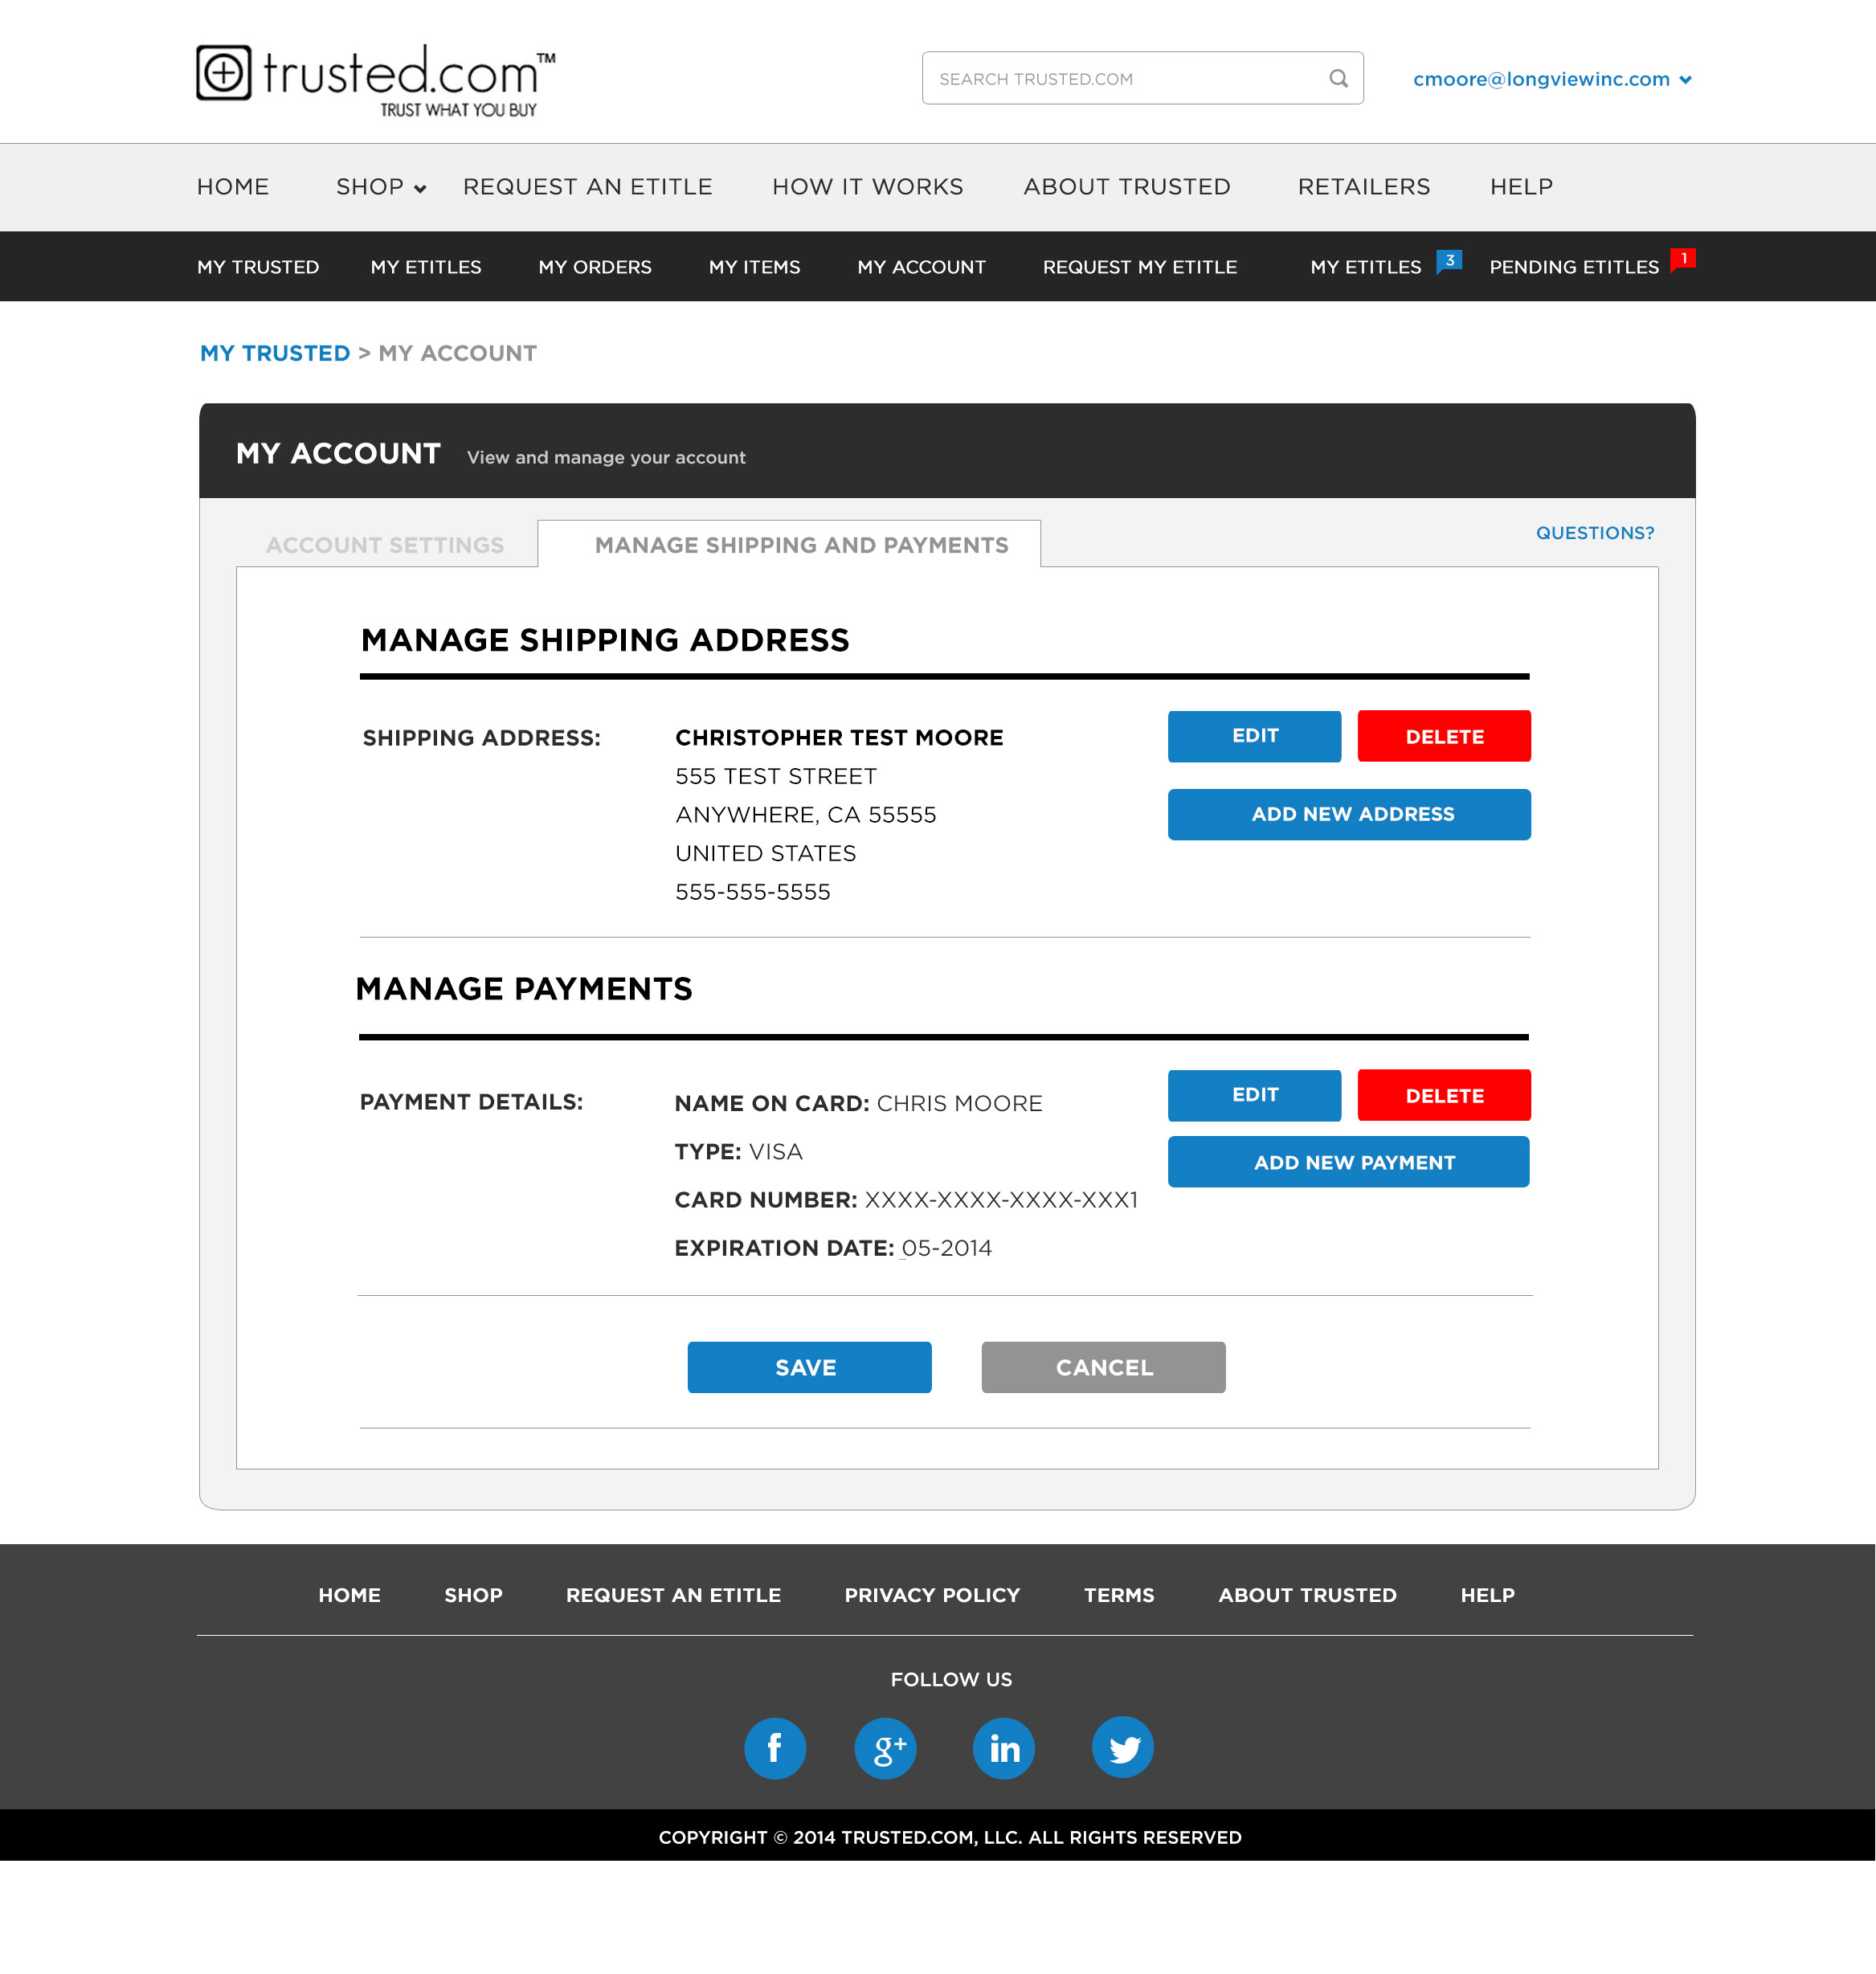 trusted.com™
TRUST WHAT YOU BUY
SEARCH TRUSTED.COM
cmoore@longviewinc.com
HOME SHOP REQUEST AN ETITLE HOW IT WORKS ABOUT TRUSTED RETAILERS HELP
MY TRUSTED MY ETITLES MY ORDERS MY ITEMS MY ACCOUNT REQUEST MY ETITLE MY ETITLES 3 PENDING ETITLES 1
MY TRUSTED > MY ACCOUNT
MY ACCOUNT View and manage your account
QUESTIONS?
ACCOUNT SETTINGS MANAGE SHIPPING AND PAYMENTS
MANAGE SHIPPING ADDRESS
SHIPPING ADDRESS: CHRISTOPHER TEST MOORE EDIT DELETE
555 TEST STREET
ANYWHERE, CA 55555 ADD NEW ADDRESS
UNITED STATES
555-555-5555
MANAGE PAYMENTS
PAYMENT DETAILS: NAME ON CARD: CHRIS MOORE EDIT DELETE
TYPE: VISA ADD NEW PAYMENT
CARD NUMBER: XXXX-XXXX-XXXX-XXX1
EXPIRATION DATE: 05-2014
SAVE CANCEL
HOME SHOP REQUEST AN ETITLE PRIVACY POLICY TERMS ABOUT TRUSTED HELP
FOLLOW US
f g+ in
COPYRIGHT © 2014 TRUSTED.COM, LLC. ALL RIGHTS RESERVED